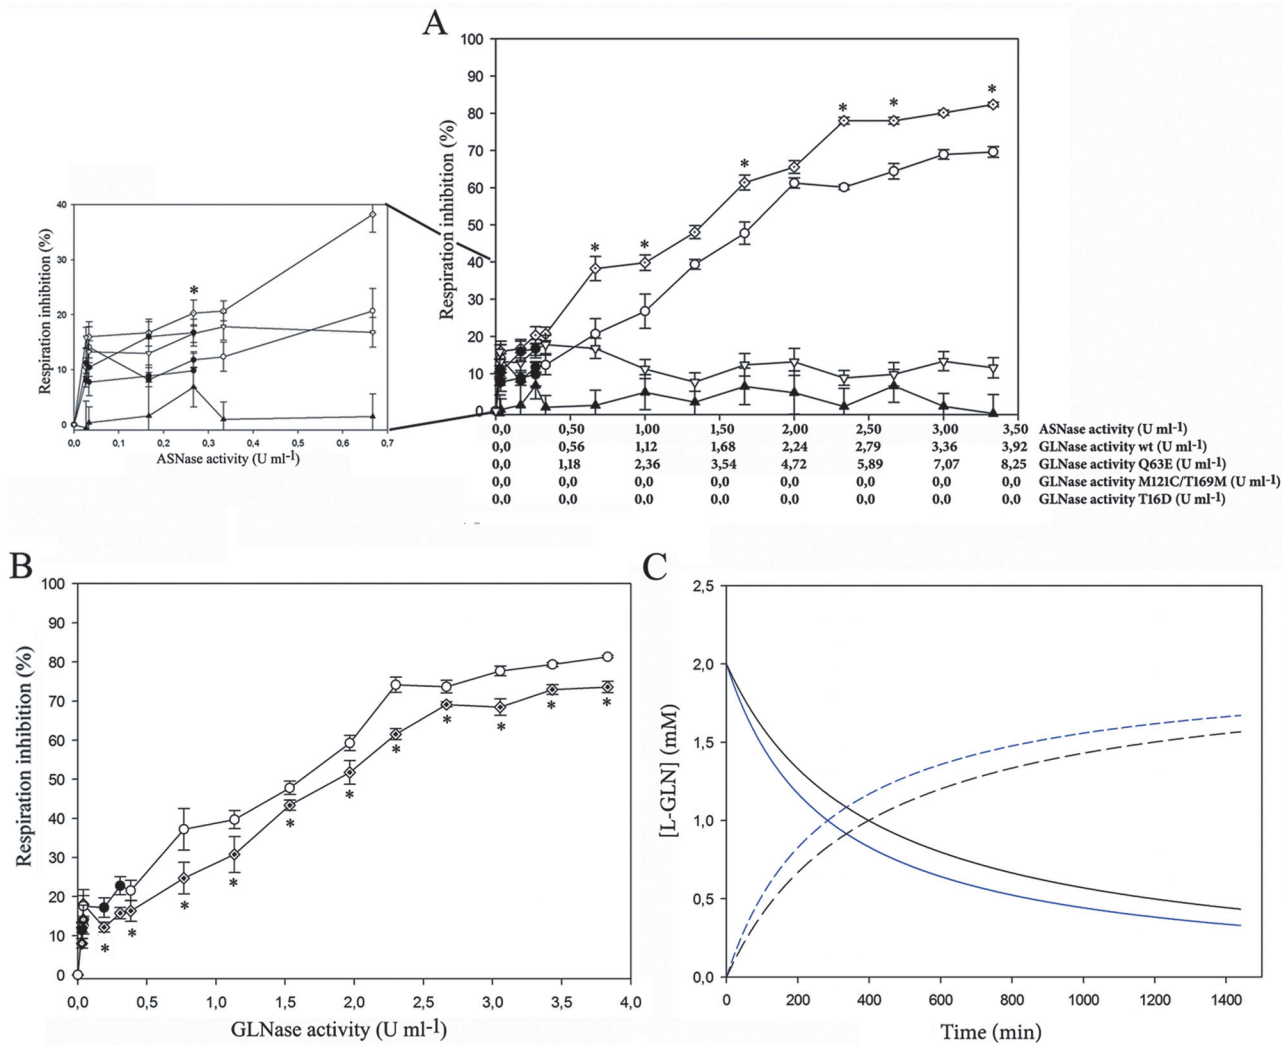 A
100
90
80
70
60
50
40
30
20
10
0
Respiration inhibition (%)
* * * * * *
40
30
20
10
0
Respiration inhibition (%)
*
0,0 0,1 0,2 0,3 0,4 0,5 0,6 0,7
ASNase activity (U ml-1)
0,0 0,50 1,00 1,50 2,00 2,50 3,00 3,50 ASNase activity (U ml-1)
0,0 0,56 1,12 1,68 2,24 2,79 3,36 3,92 GLNase activity wt (U ml-1)
0,0 1,18 2,36 3,54 4,72 5,89 7,07 8,25 GLNase activity Q63E (U ml-1)
0,0 0,0 0,0 0,0 0,0 0,0 0,0 0,0 GLNase activity M121C/T169M (U ml-1)
0,0 0,0 0,0 0,0 0,0 0,0 0,0 0,0 GLNase activity T16D (U ml-1)
B
100
90
80
70
60
50
40
30
20
10
0
Respiration inhibition (%)
* * * * * * * * * * *
0,0 0,5 1,0 1,5 2,0 2,5 3,0 3,5 4,0
GLNase activity (U ml-1)
C
2,5
2,0
1,5
1,0
0,5
0,0
[L-GLN] (mM)
0 200 400 600 800 1000 1200 1400
Time (min)